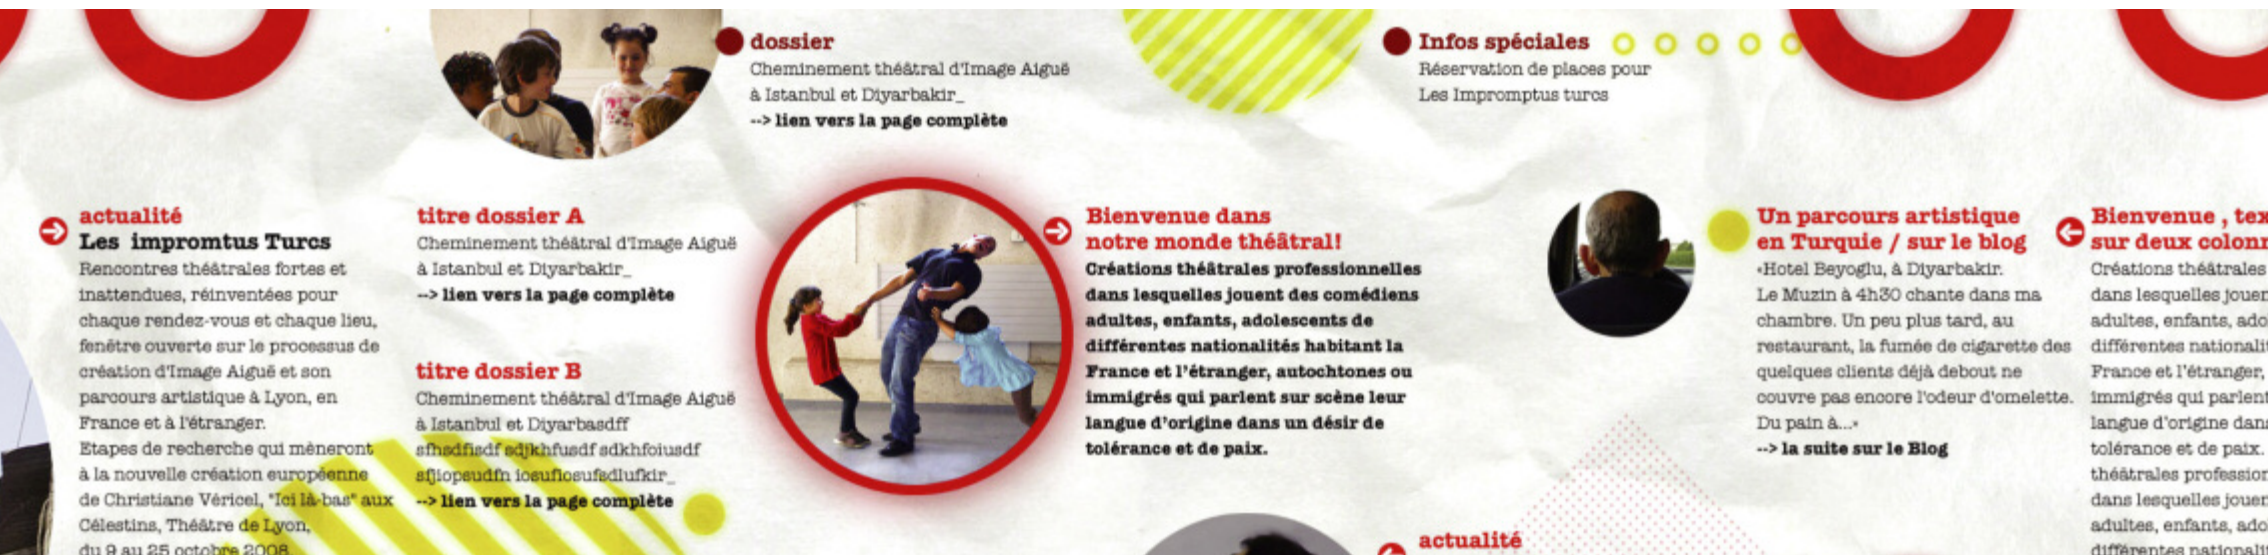 dossier
Cheminement théâtral d'Image Aiguë
à Istanbul et Diyarbakir_
--> lien vers la page complète
Infos spéciales
Réservation de places pour
Les Impromptus turcs
actualité
Les impromtus Turcs
Rencontres théâtrales fortes et
inattendues, réinventées pour
chaque rendez-vous et chaque lieu,
fenêtre ouverte sur le processus de
création d'Image Aiguë et son
parcours artistique à Lyon, en
France et à l'étranger.
Etapes de recherche qui mèneront
à la nouvelle création européenne
de Christiane Véricel, "Ici là-bas" aux
Célestins, Théâtre de Lyon,
du 9 au 25 octobre 2008
titre dossier A
Cheminement théâtral d'Image Aiguë
à Istanbul et Diyarbakir_
--> lien vers la page complète
titre dossier B
Cheminement théâtral d'Image Aiguë
à Istanbul et Diyarbasdff
sfhsdfisdf sdjkhfusdf sdkhfoiusdf
sfjiopsudfn iosufiosufsdlufkir_
--> lien vers la page complète
Bienvenue dans
notre monde théâtral!
Créations théâtrales professionnelles
dans lesquelles jouent des comédiens
adultes, enfants, adolescents de
différentes nationalités habitant la
France et l'étranger, autochtones ou
immigrés qui parlent sur scène leur
langue d'origine dans un désir de
tolérance et de paix.
actualité
Un parcours artistique
en Turquie / sur le blog
«Hotel Beyoglu, à Diyarbakir.
Le Muzin à 4h30 chante dans ma
chambre. Un peu plus tard, au
restaurant, la fumée de cigarette des
quelques clients déjà debout ne
couvre pas encore l'odeur d'omelette.
Du pain à...»
--> la suite sur le Blog
Bienvenue , tex
sur deux colonn
Créations théâtrales
dans lesquelles jouen
adultes, enfants, ado
différentes nationalit
France et l'étranger,
immigrés qui parlent
langue d'origine dans
tolérance et de paix.
théâtrales profession
dans lesquelles jouen
adultes, enfants, ado
différentes nationalit